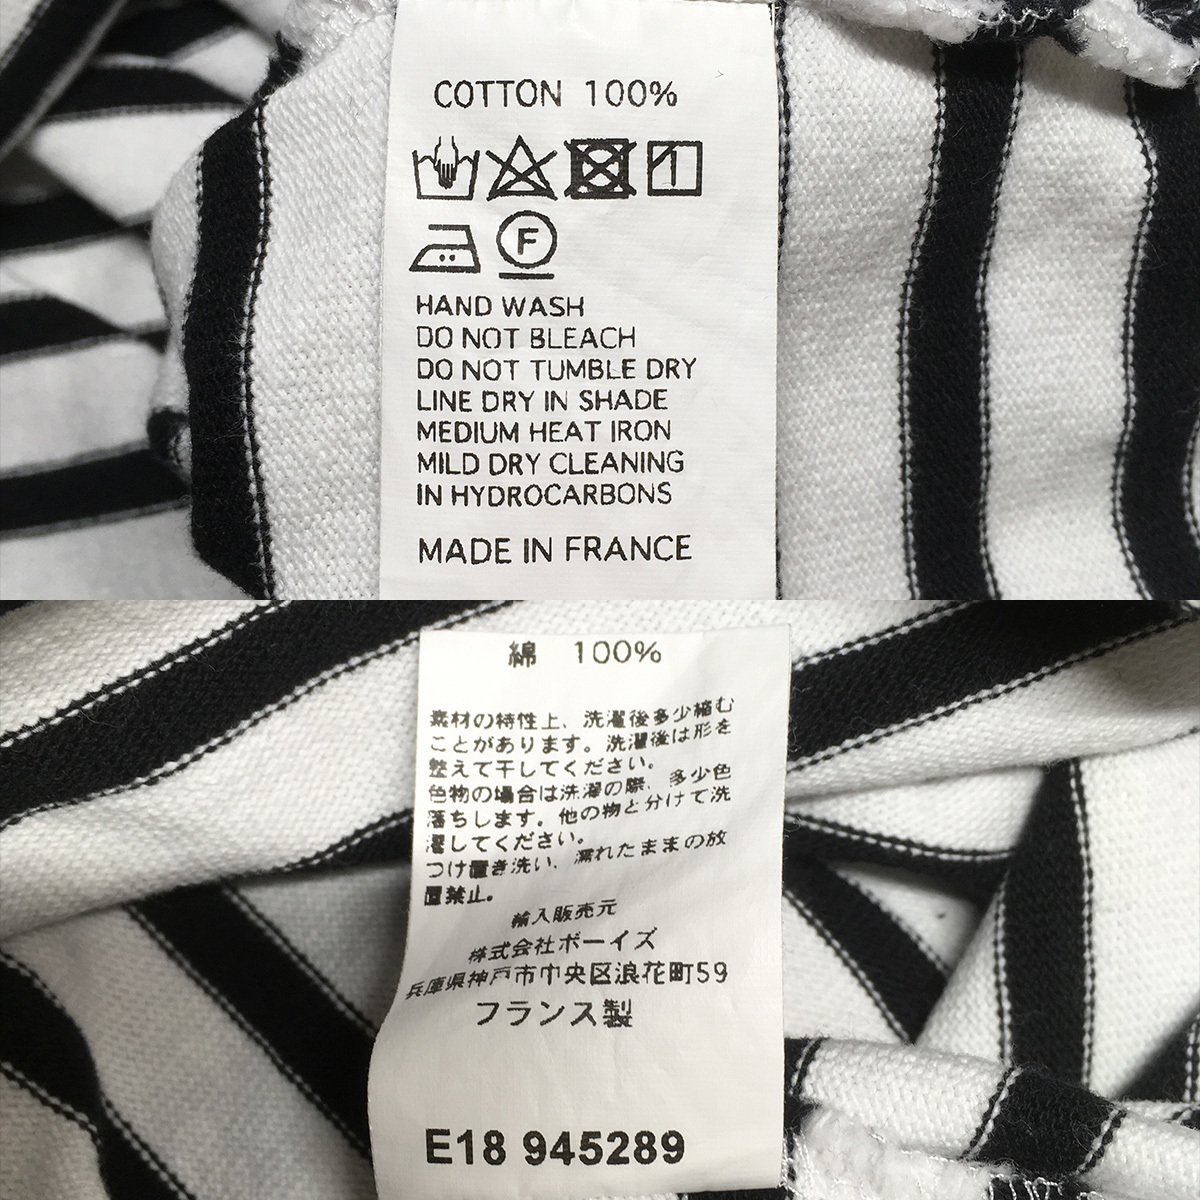 COTTON 100%
F
HAND WASH
DO NOT BLEACH
DO NOT TUMBLE DRY
LINE DRY IN SHADE
MEDIUM HEAT IRON
MILD DRY CLEANING
IN HYDROCARBONS
MADE IN FRANCE
綿 100%
素材の特性上、洗濯後多少縮む
ことがあります。洗濯後は形を
整えて干してください。
色物の場合は洗濯の際、多少色
落ちします。他の物と分けて洗
濯してください。
つけ置き洗い、濡れたままの放
置禁止。
輸入販売元
株式会社ボーイズ
兵庫県神戸市中央区浪花町59
フランス製
E18 945289